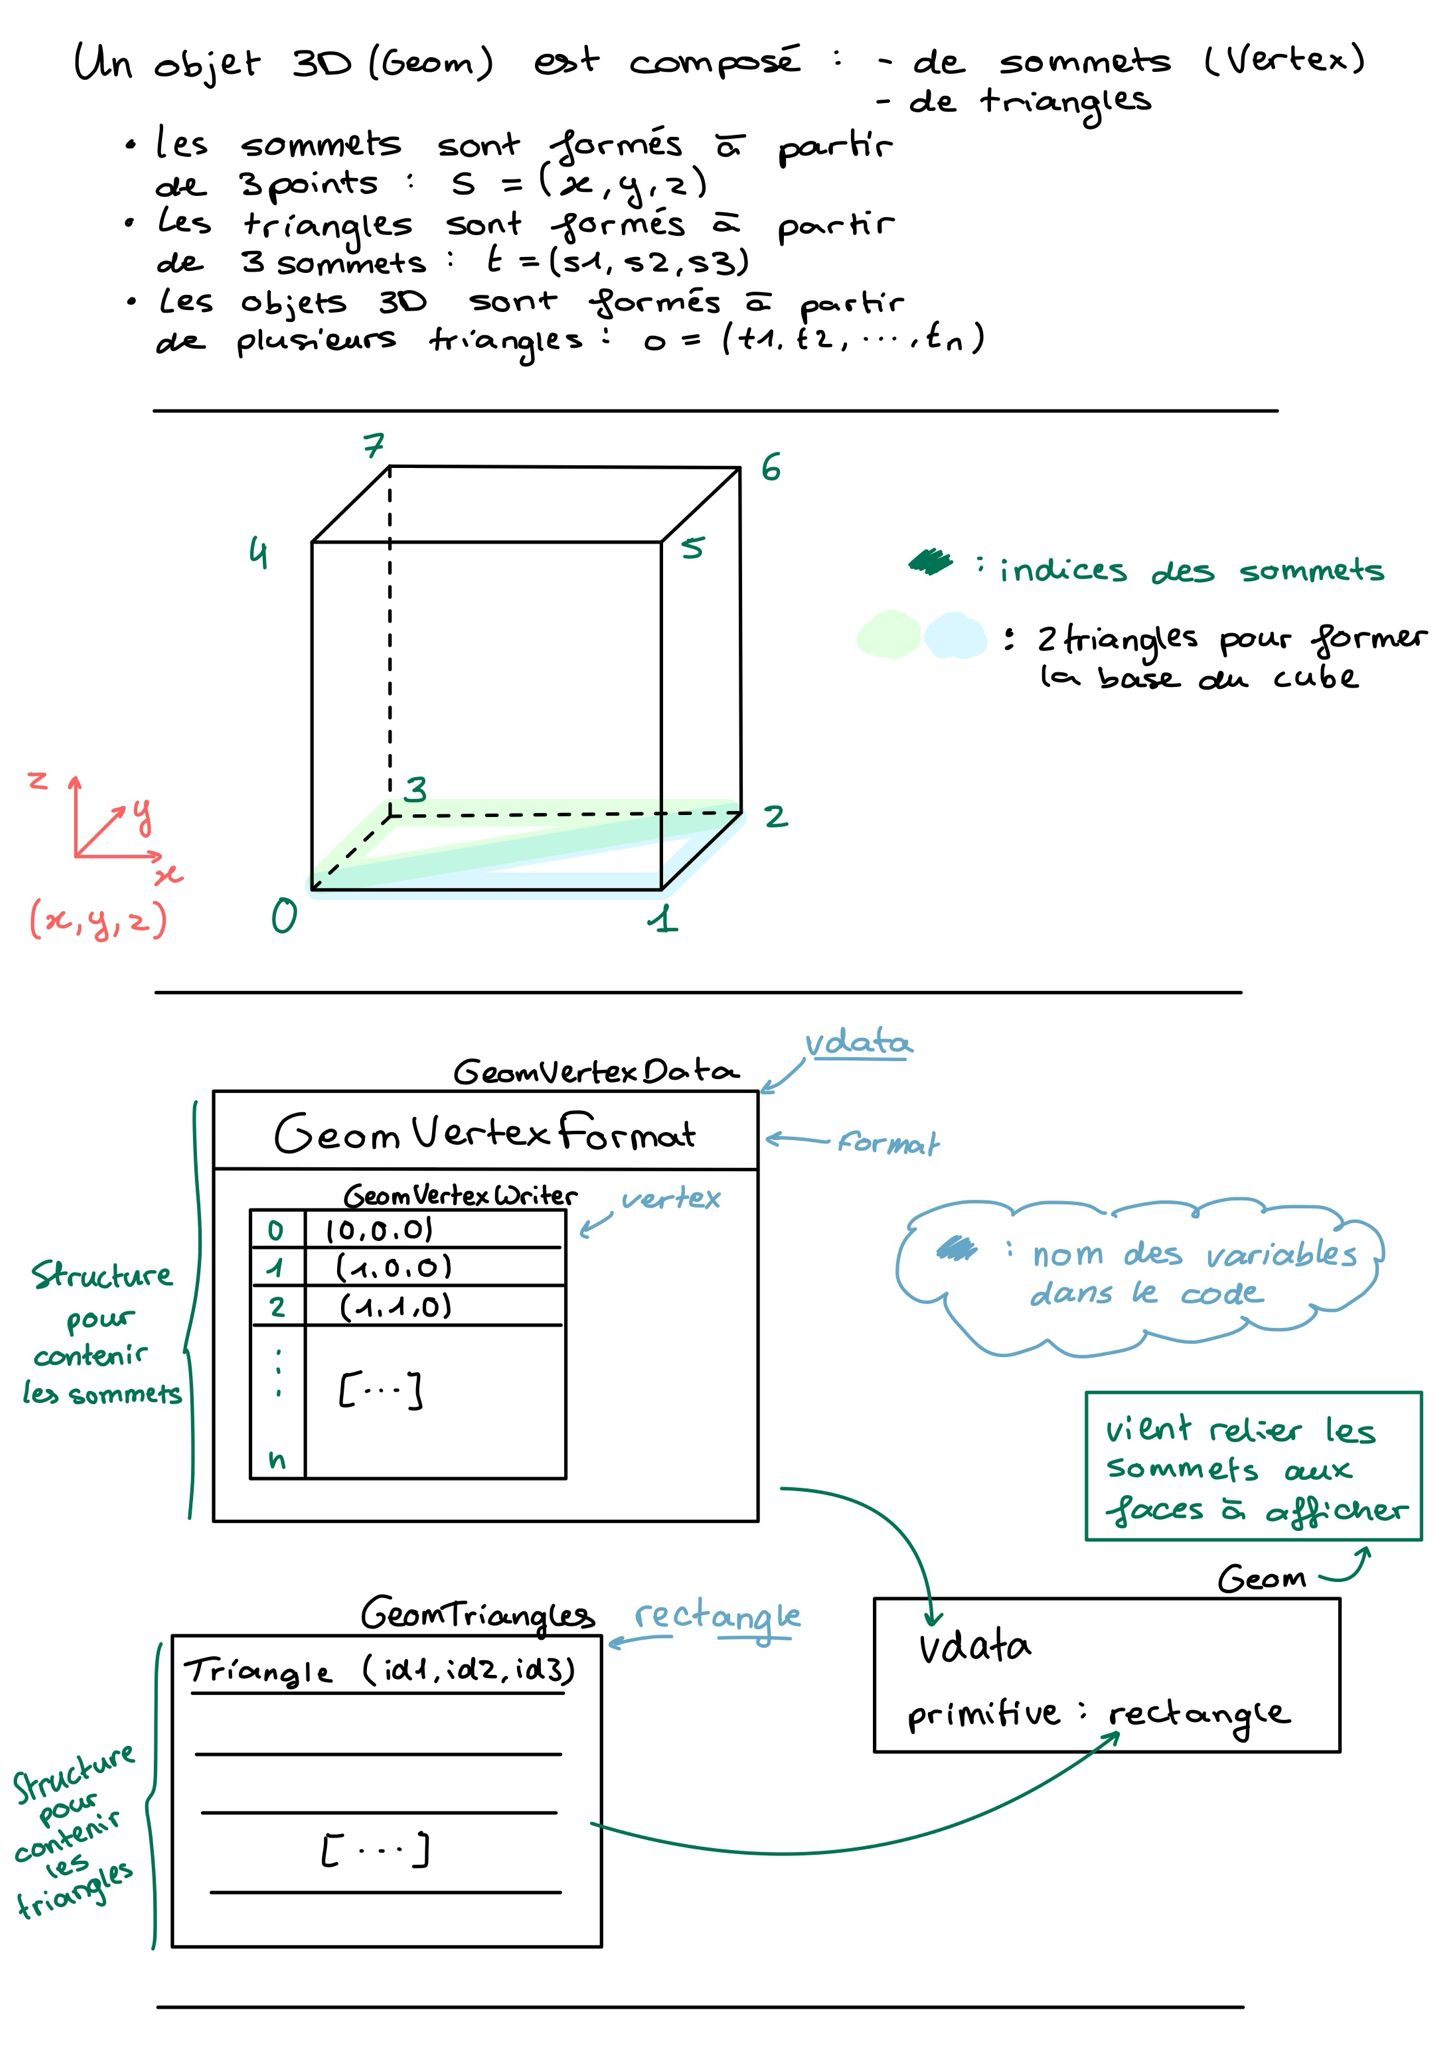 Un objet 3D (Geom) est composé : - de sommets (Vertex)
- de triangles
• les sommets sont formés à partir
de 3 points : S = (x, y, z)
• Les triangles sont formés à partir
de 3 sommets : t = (s1, s2, s3)
• Les objets 3D sont formés à partir
de plusieurs triangles : o = (t1, t2, ..., tn)
7
6
4
5
: indices des sommets
: 2 triangles pour former
la base du cube
z
y
x
(x, y, z)
3
2
0
1
vdata
GeomVertexData
GeomVertexFormat
format
GeomVertexWriter
vertex
0 (0,0,0)
1 (1,0,0)
2 (1,1,0)
⋮ [...]
n
Structure
pour
contenir
les sommets
: nom des variables
dans le code
vient relier les
sommets aux
faces à afficher
Geom
vdata
primitive : rectangle
GeomTriangles
rectangle
Triangle (id1, id2, id3)
[...]
Structure
pour
contenir
les
triangles